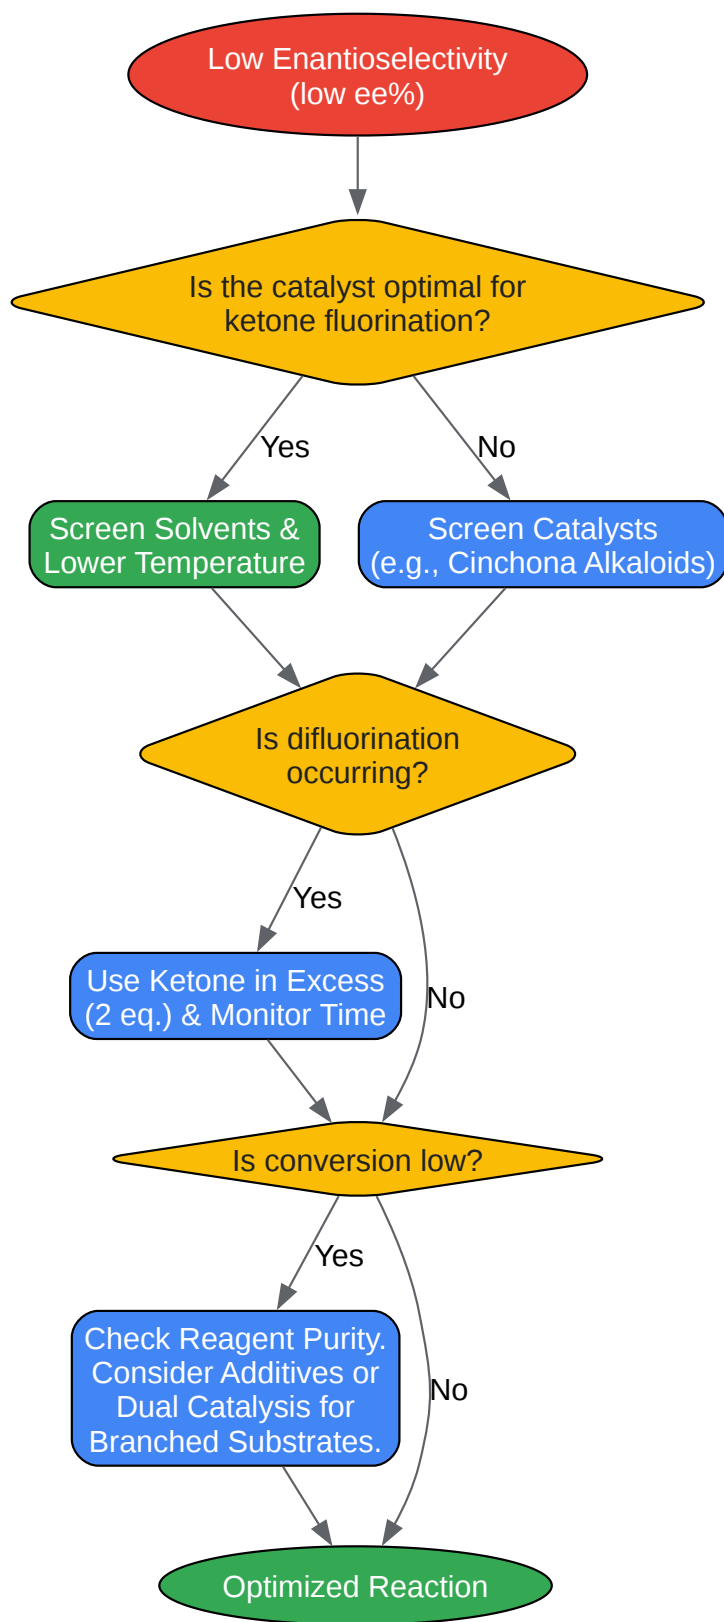 Low Enantioselectivity
(low ee%)
Is the catalyst optimal for
ketone fluorination?
Yes
No
Screen Solvents &
Lower Temperature
Screen Catalysts
(e.g., Cinchona Alkaloids)
Is difluorination
occurring?
Yes
Use Ketone in Excess
(2 eq.) & Monitor Time
No
Is conversion low?
Yes
Check Reagent Purity.
Consider Additives or
Dual Catalysis for
Branched Substrates.
No
Optimized Reaction